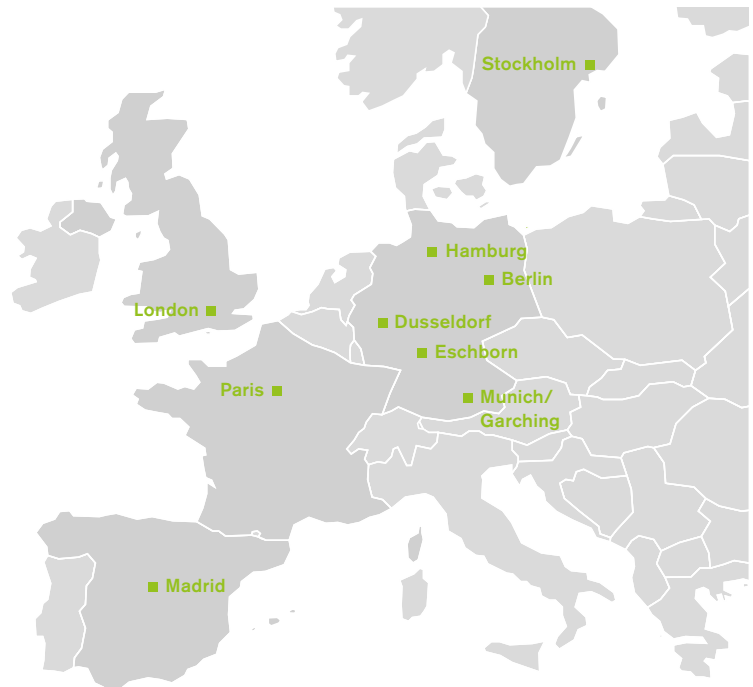 Stockholm
Hamburg
Berlin
London
Dusseldorf
Eschborn
Paris
Munich/
Garching
Madrid